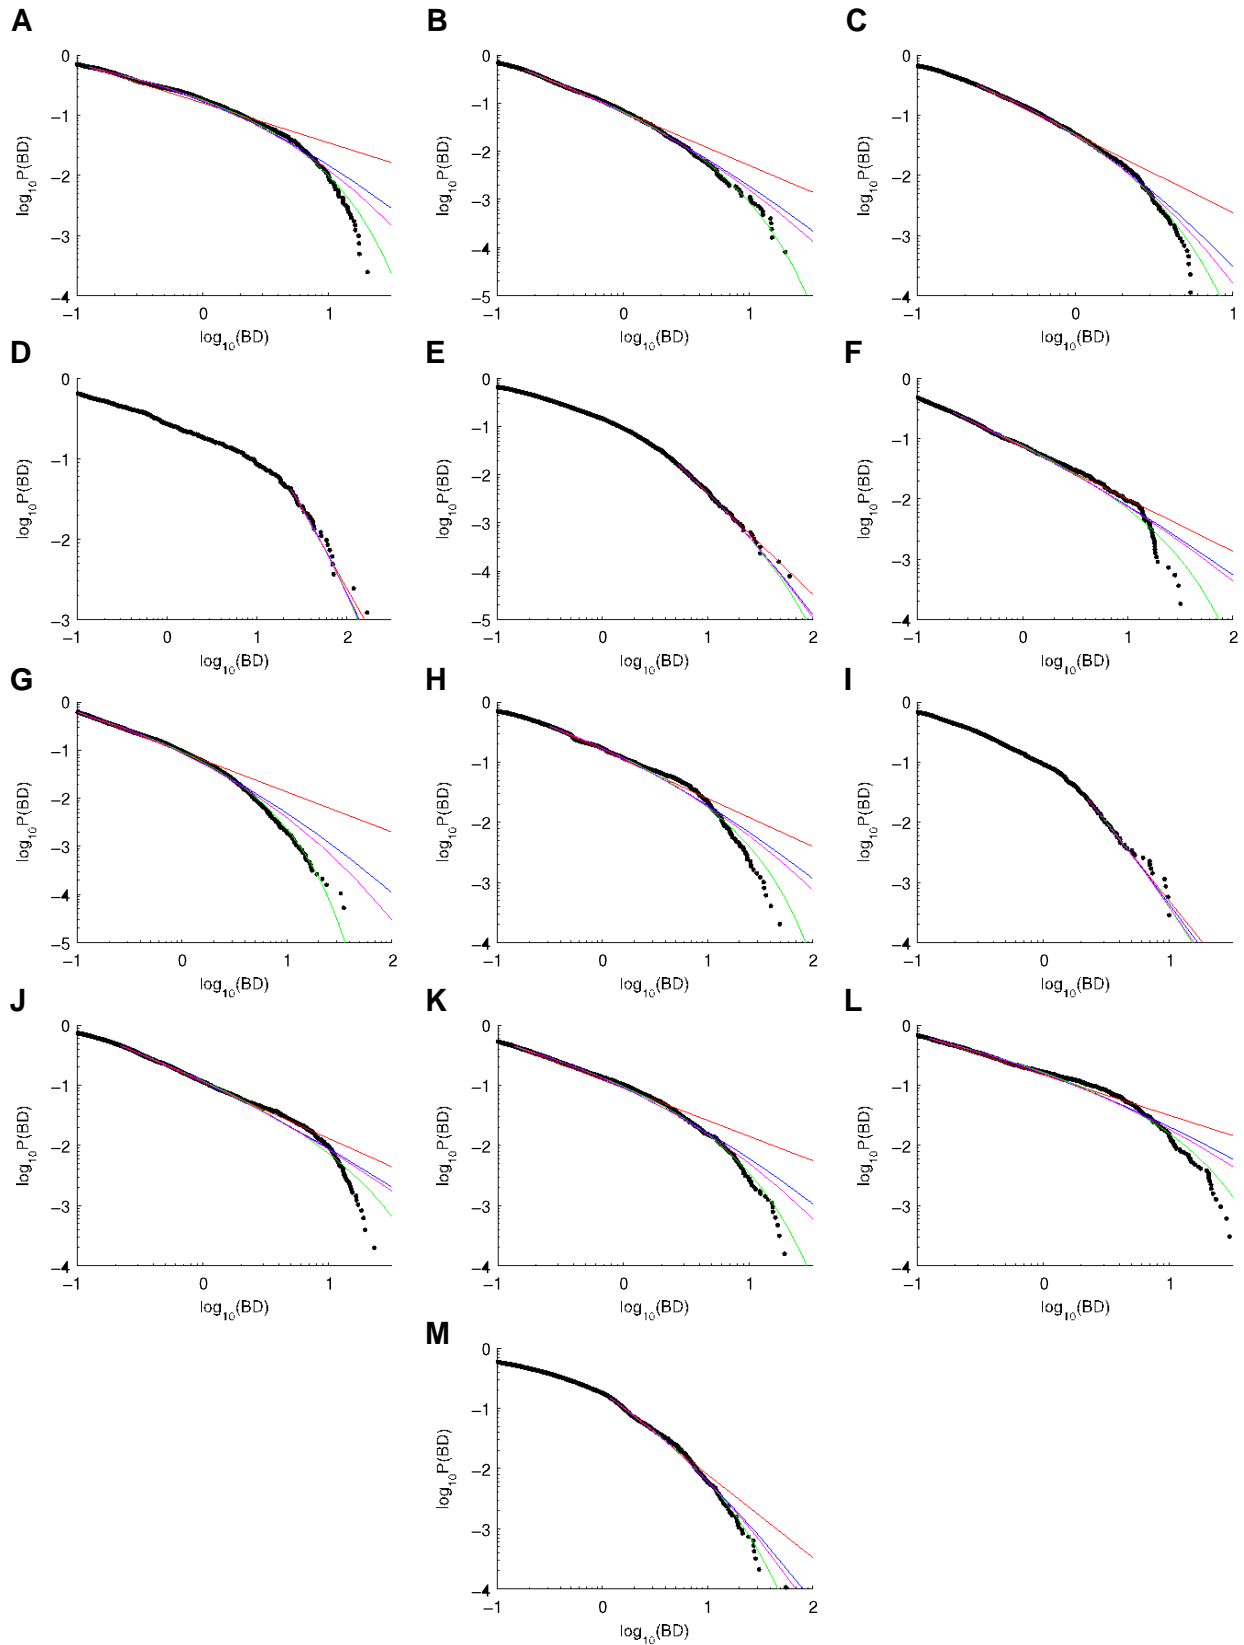 A
0
−1
−2
−3
−4
log₁₀P(BD)
−1 0 1
log₁₀(BD)
B
0
−1
−2
−3
−4
−5
log₁₀P(BD)
−1 0 1
log₁₀(BD)
C
0
−1
−2
−3
−4
log₁₀P(BD)
−1 0 1
log₁₀(BD)
D
0
−1
−2
−3
log₁₀P(BD)
−1 0 1 2
log₁₀(BD)
E
0
−1
−2
−3
−4
−5
log₁₀P(BD)
−1 0 1 2
log₁₀(BD)
F
0
−1
−2
−3
−4
log₁₀P(BD)
−1 0 1 2
log₁₀(BD)
G
0
−1
−2
−3
−4
−5
log₁₀P(BD)
−1 0 1 2
log₁₀(BD)
H
0
−1
−2
−3
−4
log₁₀P(BD)
−1 0 1 2
log₁₀(BD)
I
0
−1
−2
−3
−4
log₁₀P(BD)
−1 0 1 2
log₁₀(BD)
J
0
−1
−2
−3
−4
log₁₀P(BD)
−1 0 1
log₁₀(BD)
K
0
−1
−2
−3
−4
log₁₀P(BD)
−1 0 1
log₁₀(BD)
L
0
−1
−2
−3
−4
log₁₀P(BD)
−1 0 1
log₁₀(BD)
M
0
−1
−2
−3
−4
log₁₀P(BD)
−1 0 1 2
log₁₀(BD)